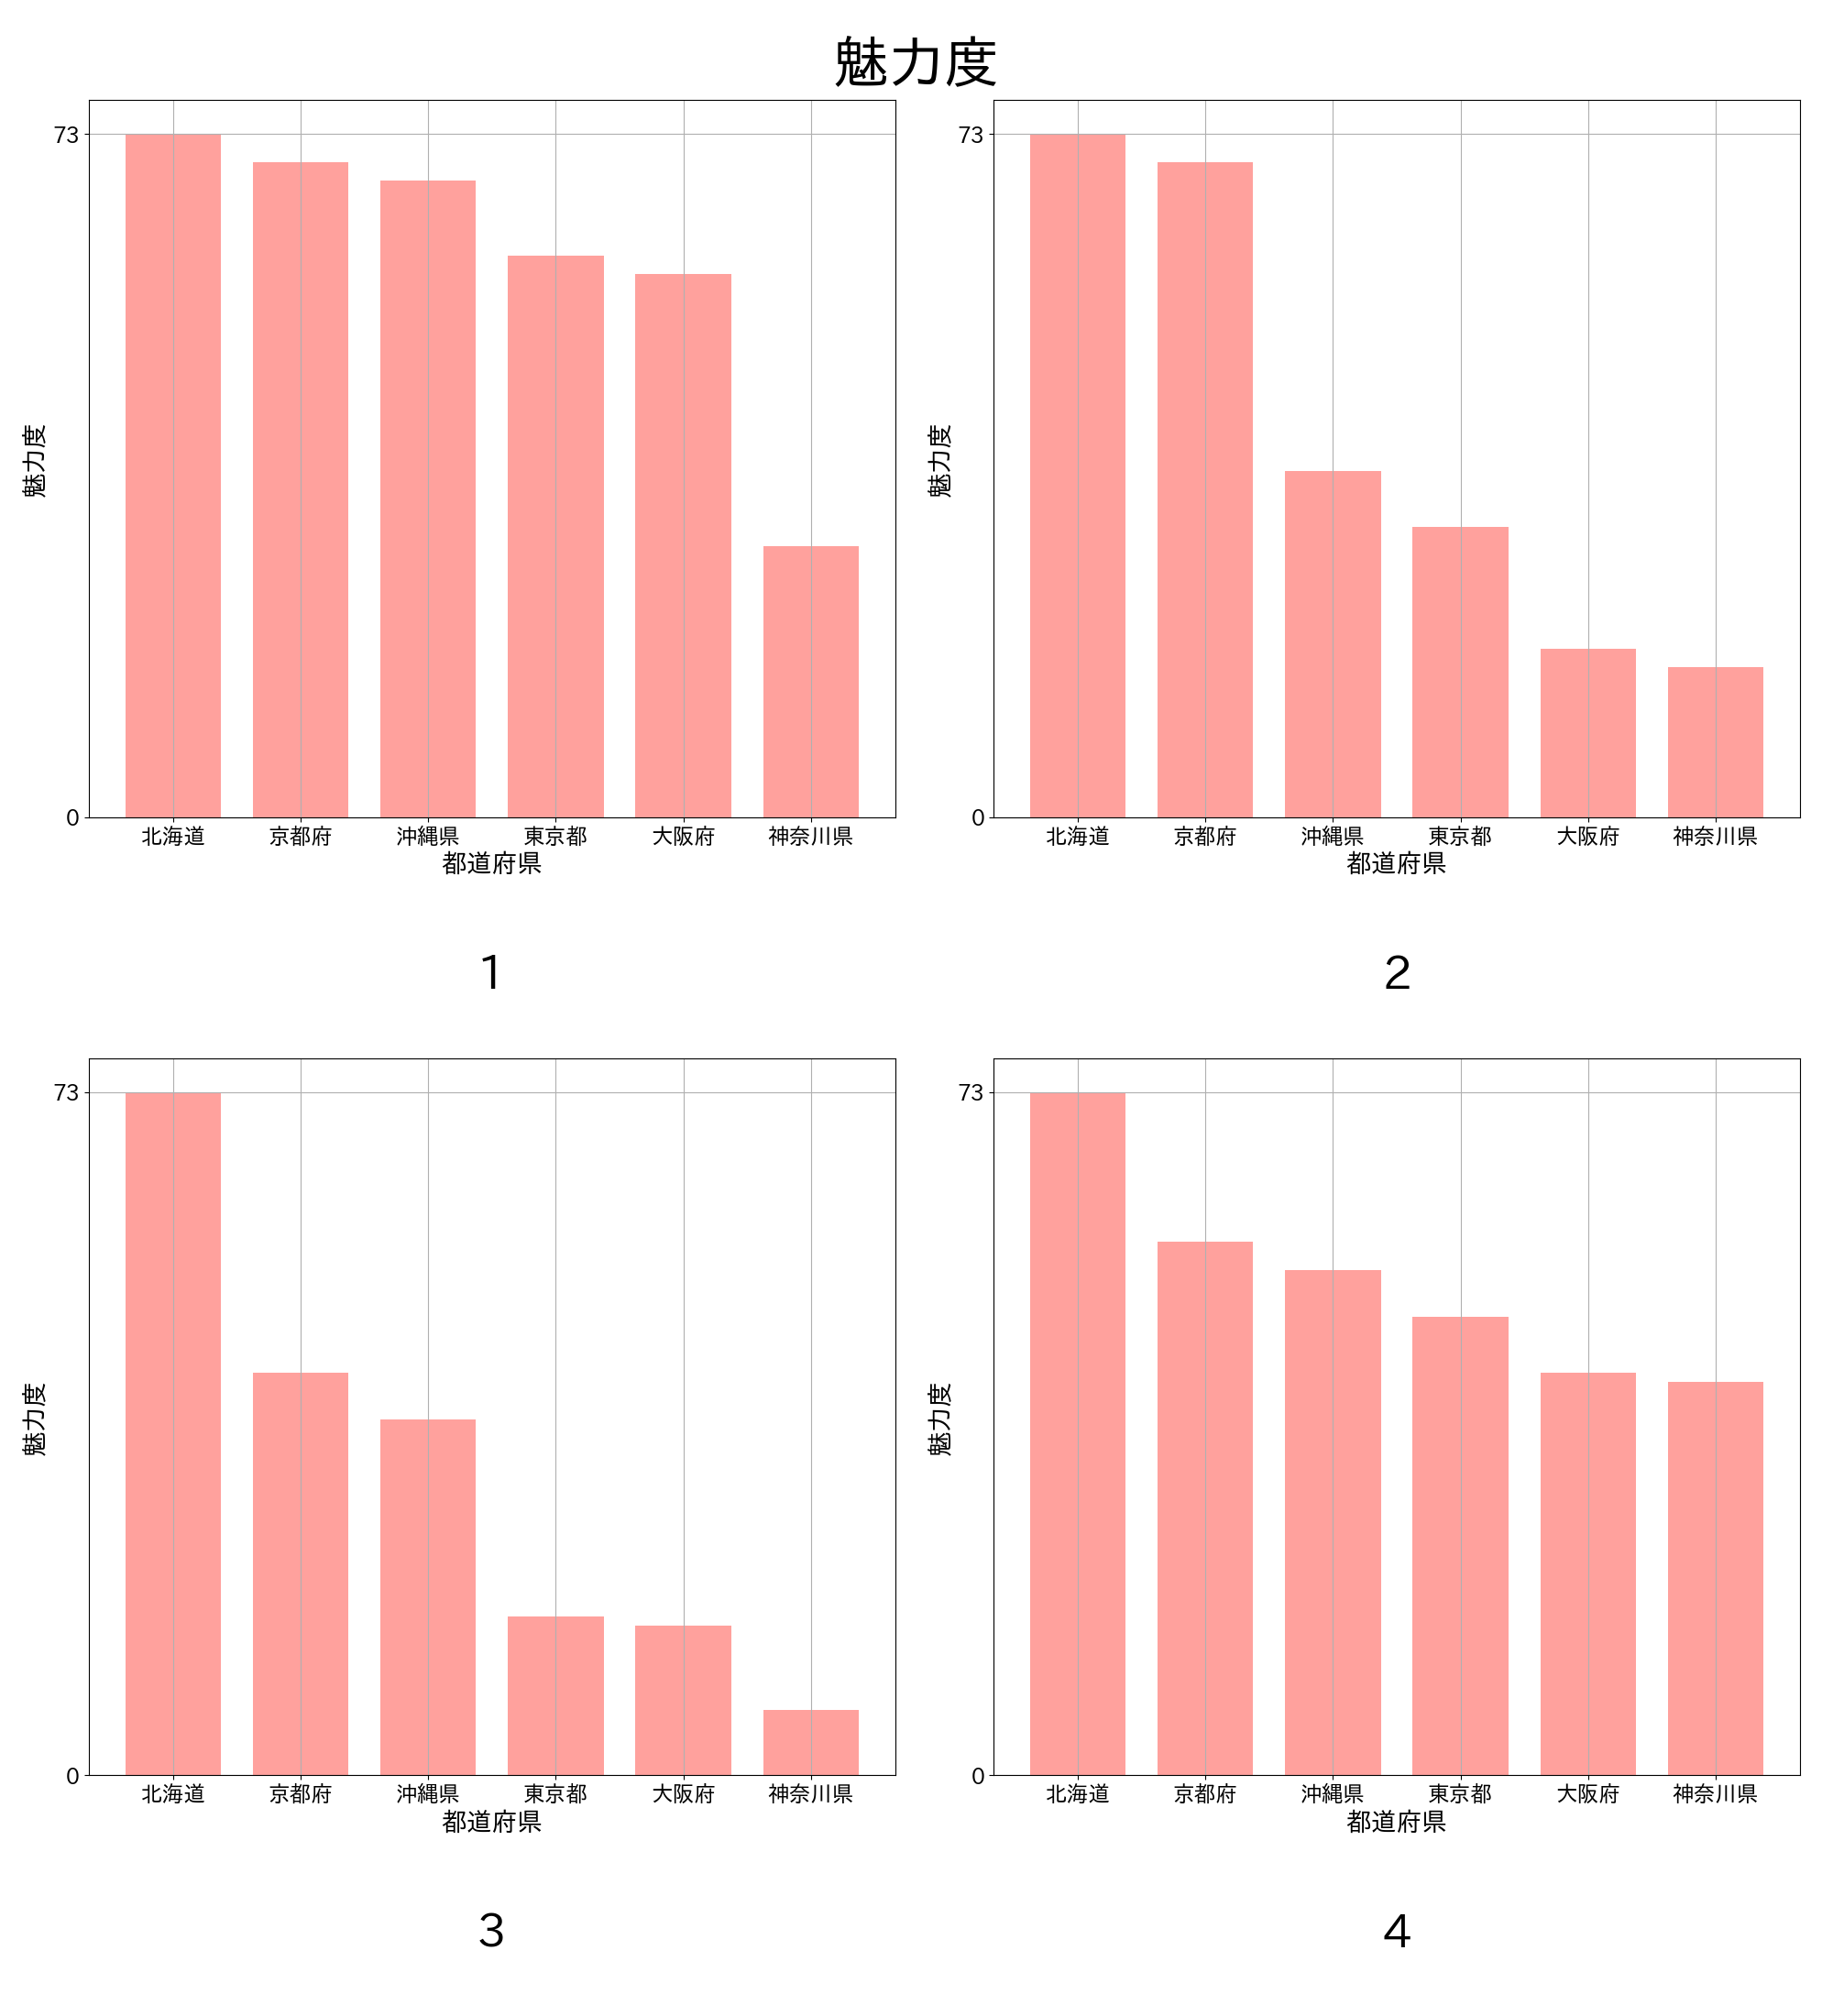 魅力度
73
0
魅力度
北海道 京都府 沖縄県 東京都 大阪府 神奈川県
都道府県
1
73
0
魅力度
北海道 京都府 沖縄県 東京都 大阪府 神奈川県
都道府県
2
73
0
魅力度
北海道 京都府 沖縄県 東京都 大阪府 神奈川県
都道府県
3
73
0
魅力度
北海道 京都府 沖縄県 東京都 大阪府 神奈川県
都道府県
4